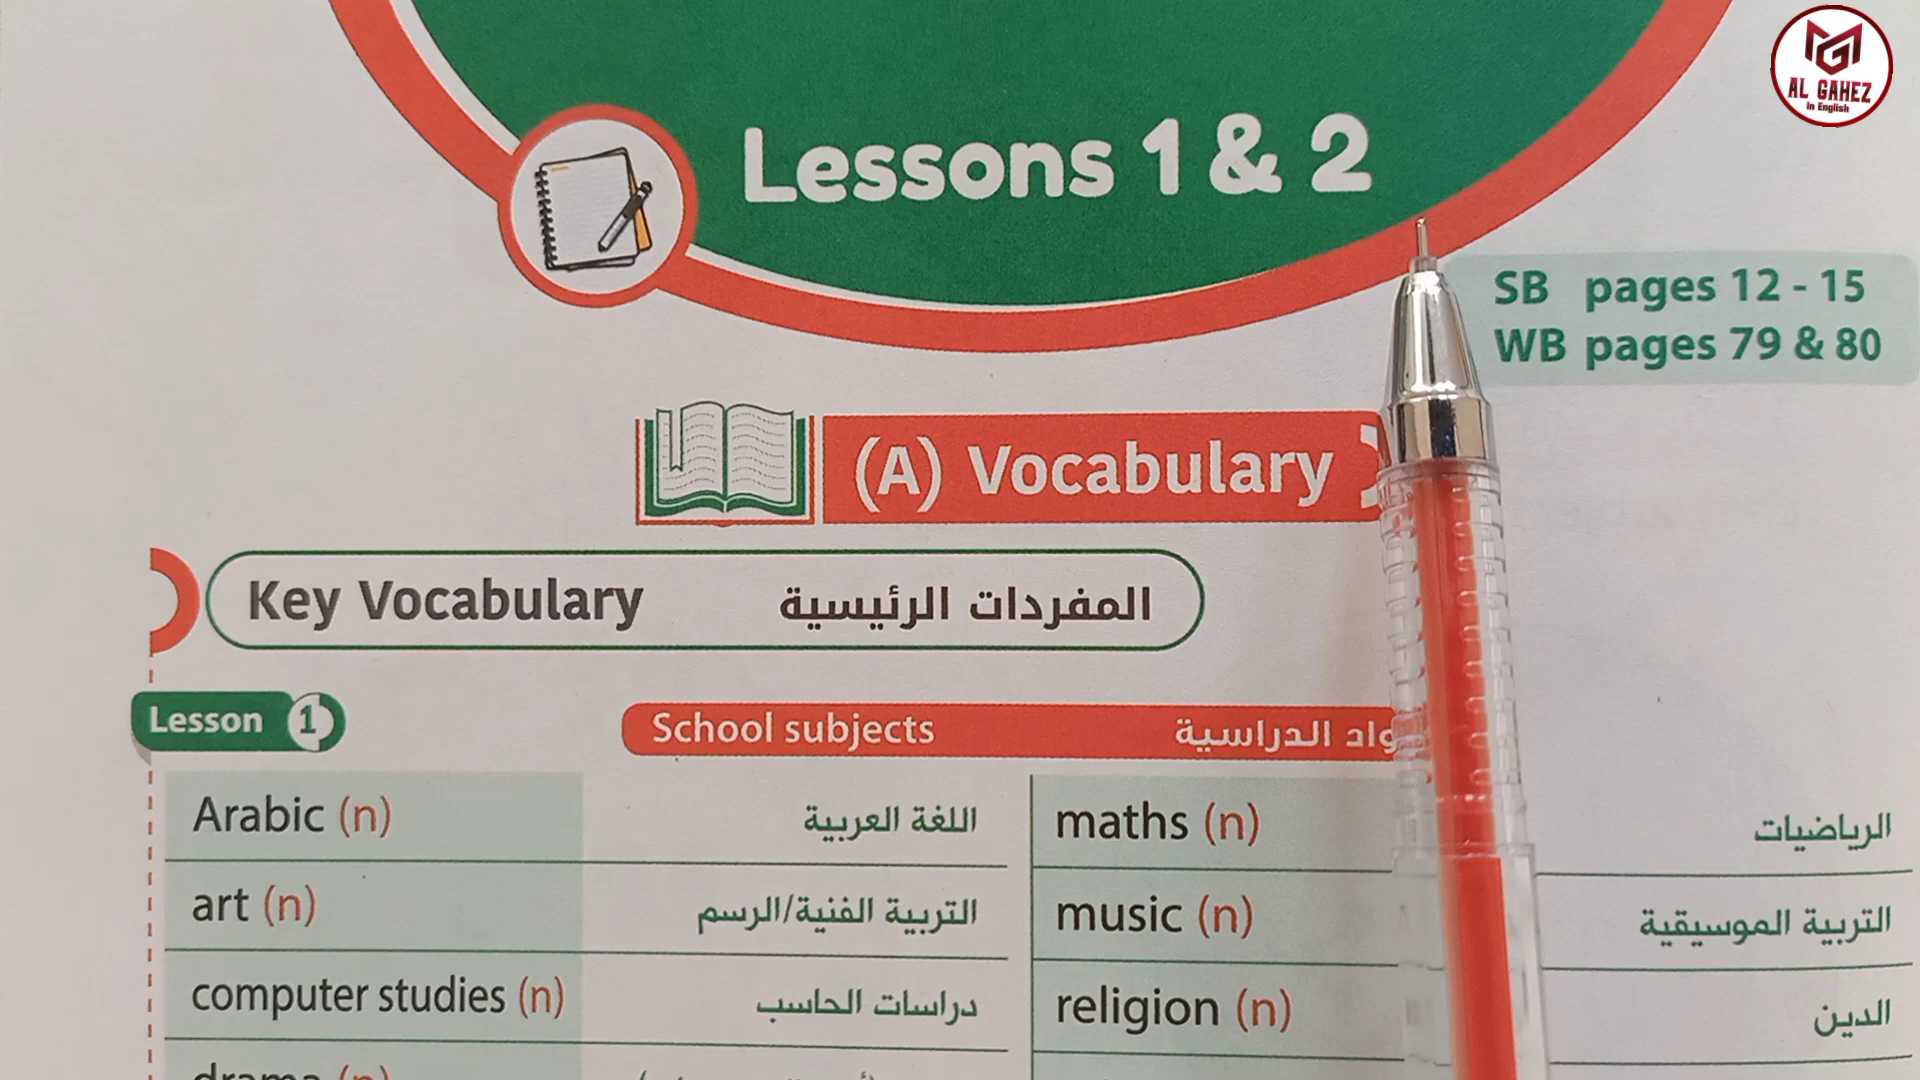 AL GAHEZ
in English
Lessons 1 & 2
SB pages 12 - 15
WB pages 79 & 80
(A) Vocabulary
Key Vocabulary المفردات الرئيسية
Lesson 1
School subjects الدراسية
Arabic (n) اللغة العربية
maths (n) الرياضيات
art (n) التربية الفنية/الرسم
music (n) التربية الموسيقية
computer studies (n) دراسات الحاسب
religion (n) الدين
drama (n)